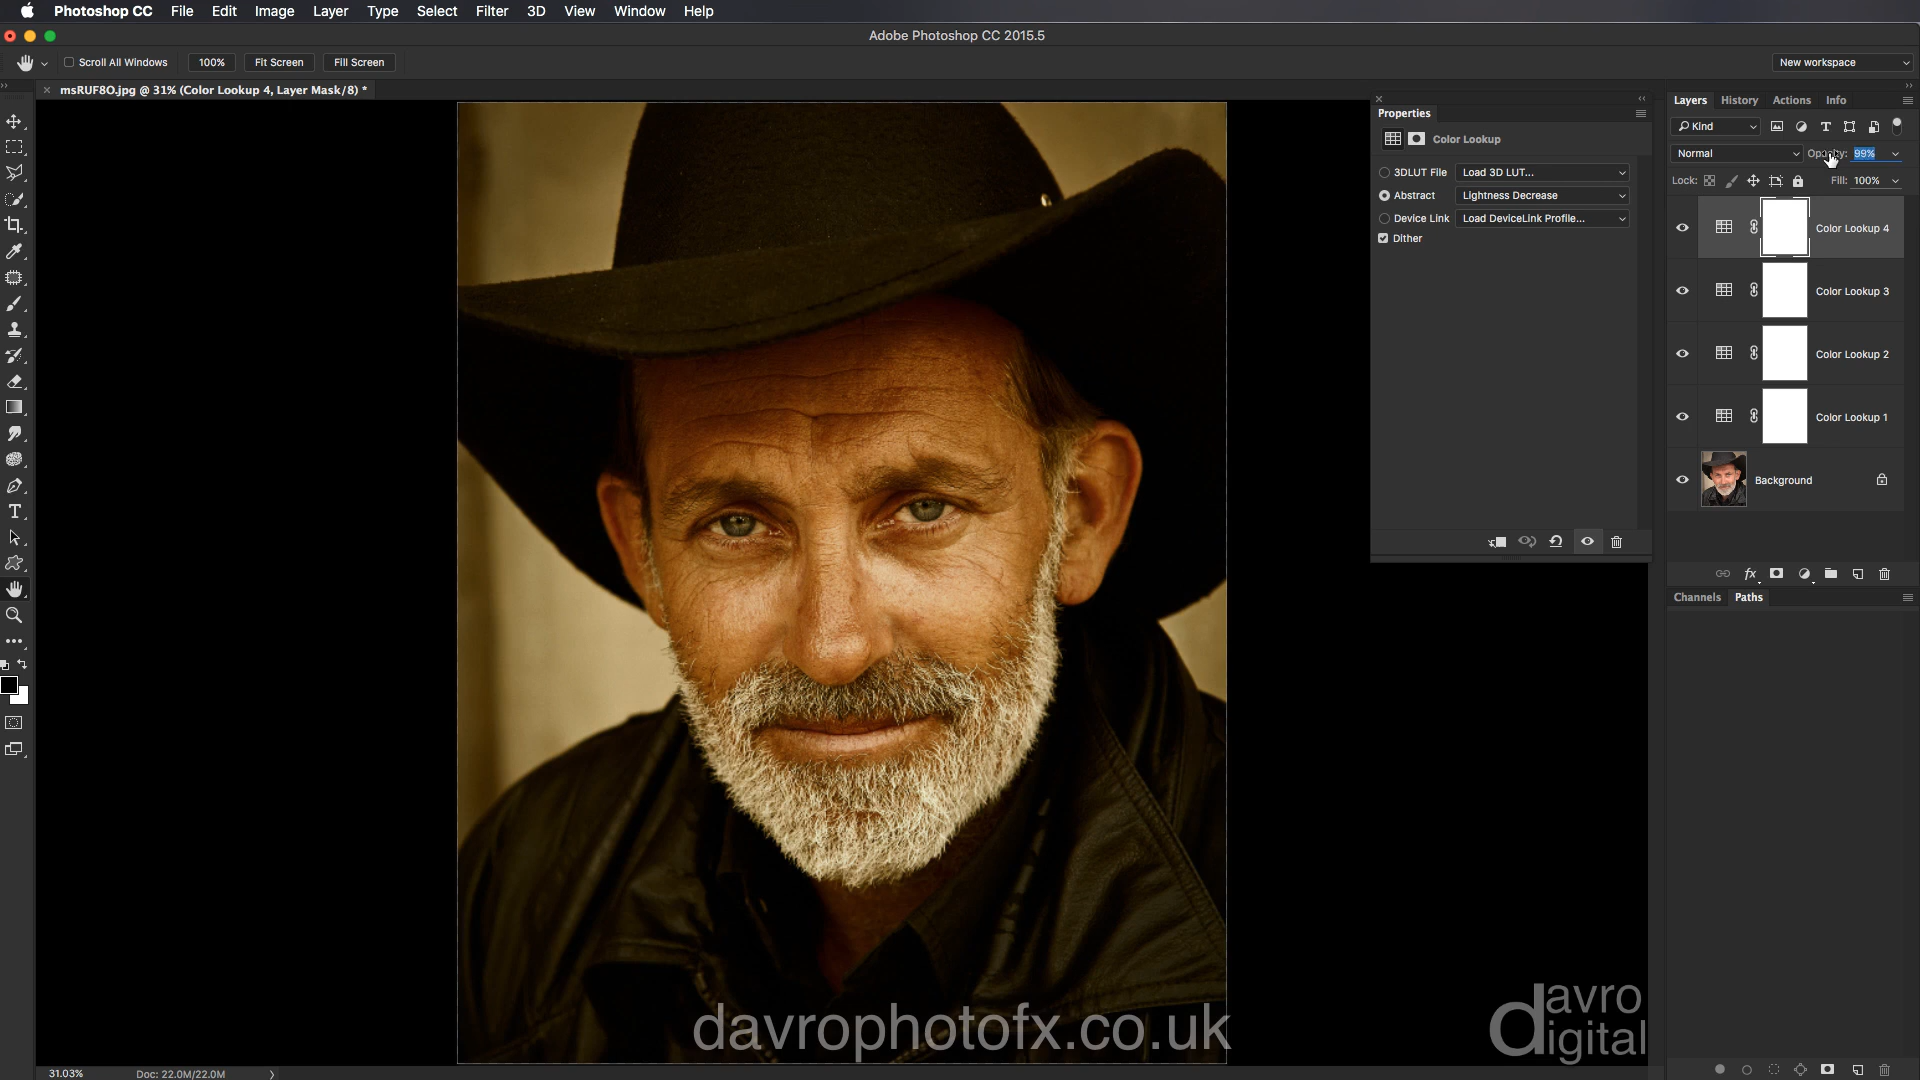 Photoshop CC File Edit Image Layer Type Select Filter 3D View Window Help
Adobe Photoshop CC 2015.5
Scroll All Windows 100% Fit Screen Fill Screen New workspace
msRUF8O.jpg @ 31% (Color Lookup 4, Layer Mask/8) *
Properties
Color Lookup
3DLUT File Load 3D LUT...
Abstract Lightness Decrease
Device Link Load DeviceLink Profile...
Dither
Layers History Actions Info
Kind
Normal Opacity: 99%
Lock: Fill: 100%
Color Lookup 4
Color Lookup 3
Color Lookup 2
Color Lookup 1
Background
fx
Channels Paths
davrophotofx.co.uk
davro
digital
31.03% Doc: 22.0M/22.0M